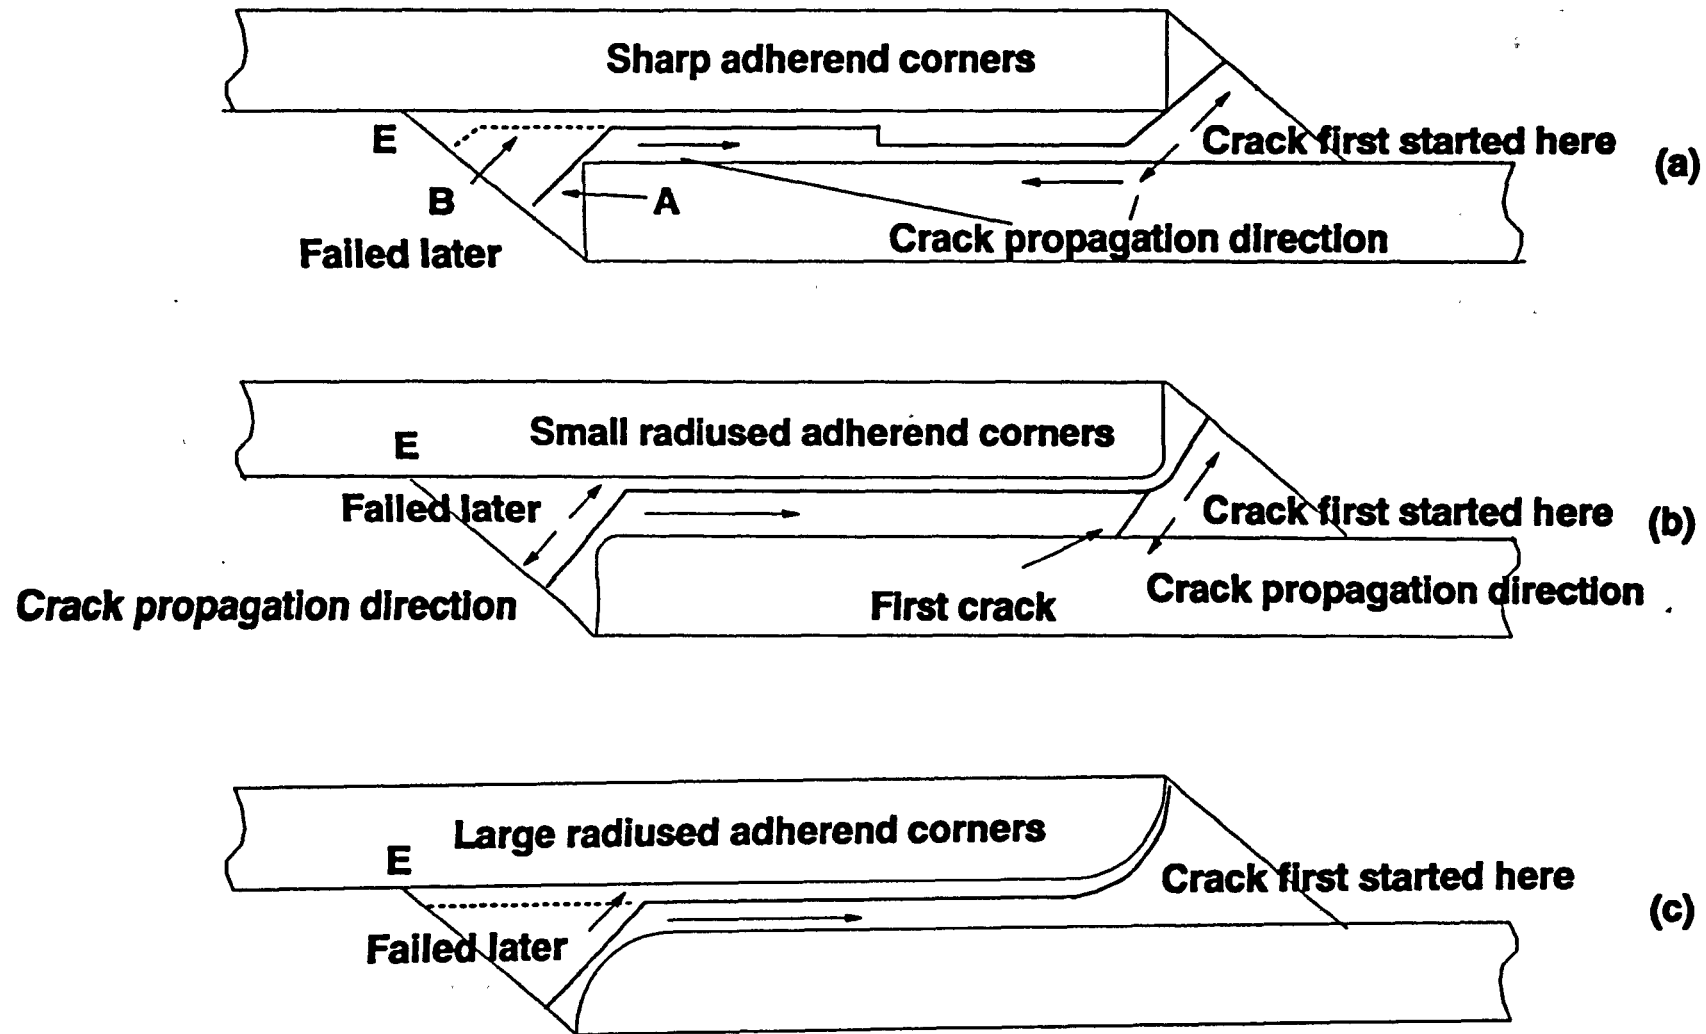 Sharp adherend corners
E
Crack first started here
(a)
B
A
Failed later
Crack propagation direction
E
Small radiused adherend corners
Failed later
Crack first started here
(b)
Crack propagation direction
First crack
Crack propagation direction
E
Large radiused adherend corners
Crack first started here
(c)
Failed later